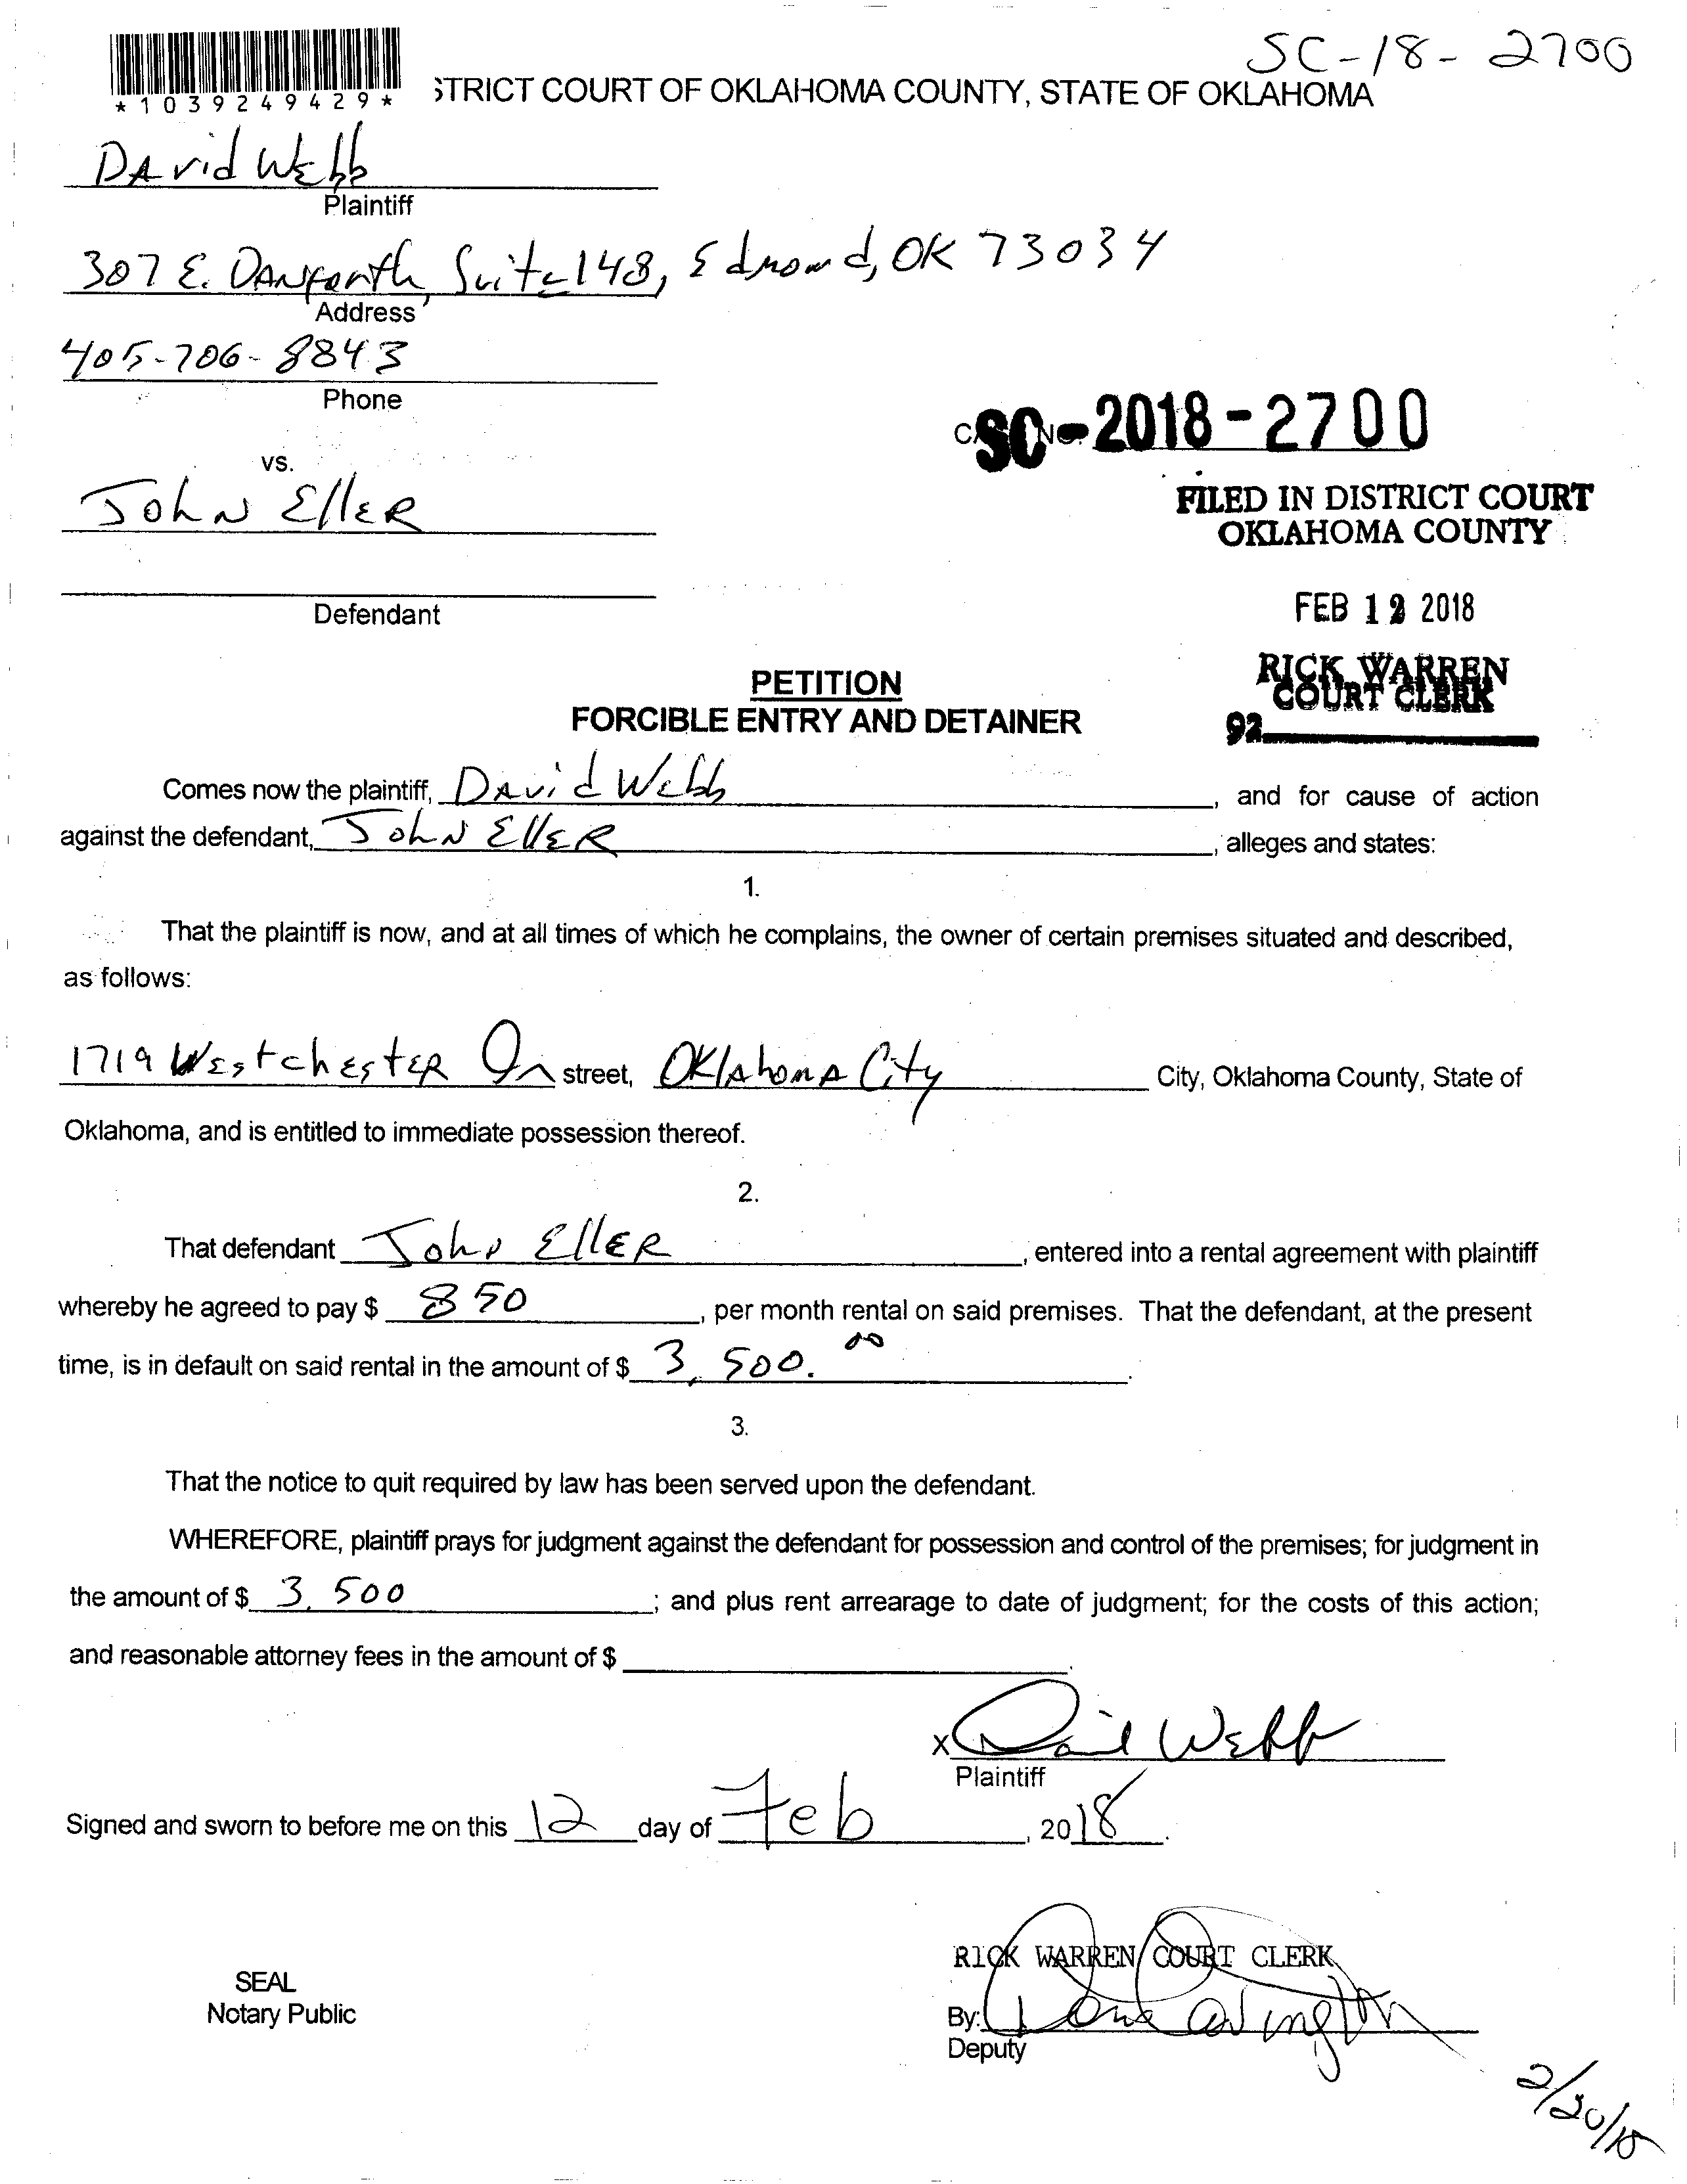 SC-18-2700
*1039249429*
STRICT COURT OF OKLAHOMA COUNTY, STATE OF OKLAHOMA
David Webb
Plaintiff
307 E. Danforth, Suite 148, Edmond, OK 73034
Address
405-706-8843
Phone
SC-2018-2700
vs.
John Eller
FILED IN DISTRICT COURT
OKLAHOMA COUNTY
Defendant
FEB 12 2018
RICK WARREN
COURT CLERK
92
PETITION
FORCIBLE ENTRY AND DETAINER
Comes now the plaintiff, David Webb, and for cause of action
against the defendant, John Eller, alleges and states:
1.
That the plaintiff is now, and at all times of which he complains, the owner of certain premises situated and described,
as follows:
1719 Westchester Dr street, Oklahoma City City, Oklahoma County, State of
Oklahoma, and is entitled to immediate possession thereof.
2.
That defendant John Eller, entered into a rental agreement with plaintiff
whereby he agreed to pay $ 850, per month rental on said premises. That the defendant, at the present
time, is in default on said rental in the amount of $ 3,500.00.
3.
That the notice to quit required by law has been served upon the defendant.
WHEREFORE, plaintiff prays for judgment against the defendant for possession and control of the premises; for judgment in
the amount of $ 3,500; and plus rent arrearage to date of judgment; for the costs of this action;
and reasonable attorney fees in the amount of $ .
X David Webb
Plaintiff
Signed and sworn to before me on this 12 day of Feb, 2018.
RICK WARREN COURT CLERK
SEAL
Notary Public
By:
Deputy